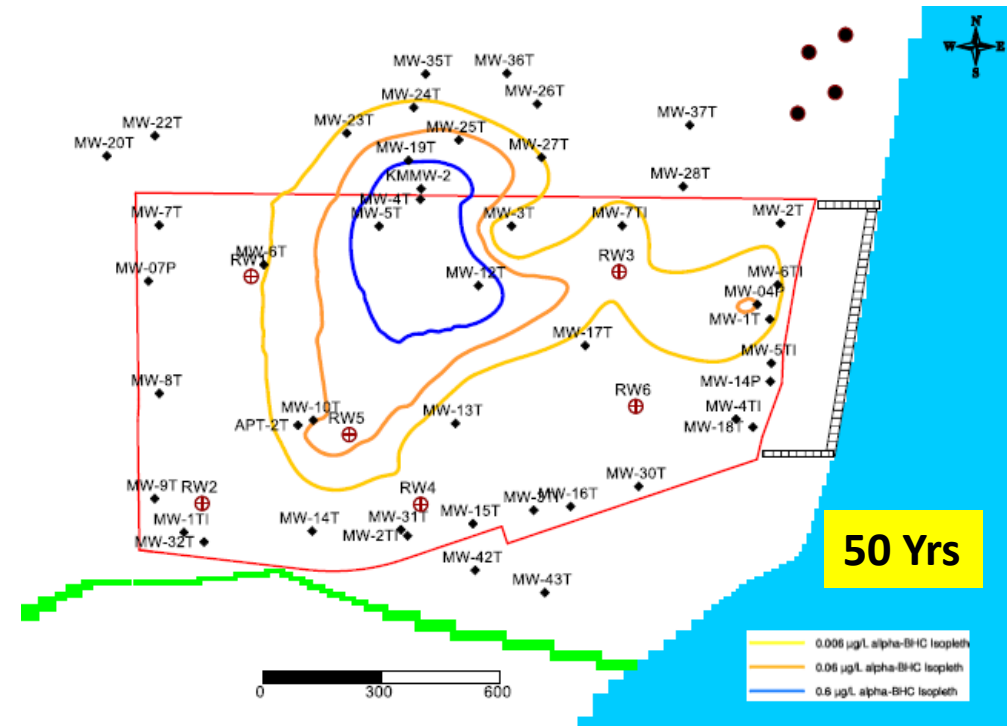 N
W E
S
MW-35T
MW-36T
MW-24T
MW-26T
MW-37T
MW-23T
MW-25T
MW-22T
MW-20T
MW-19T
MW-27T
KMMW-2
MW-28T
MW-4T
MW-7T
MW-5T
MW-3T
MW-7TI
MW-2T
MW-6T
RW1
MW-07P
MW-12T
RW3
MW-6TI
MW-04P
MW-1T
MW-17T
MW-5TI
MW-14P
MW-8T
MW-10T
APT-2T
RW5
MW-13T
RW6
MW-4TI
MW-18T
MW-9T
RW2
RW4
MW-30T
MW-3TI
MW-16T
MW-1TI
MW-32T
MW-14T
MW-31T
MW-2TI
MW-15T
MW-42T
MW-43T
50 Yrs
0 300 600
0.006 µg/L alpha-BHC Isopleth
0.06 µg/L alpha-BHC Isopleth
0.6 µg/L alpha-BHC Isopleth